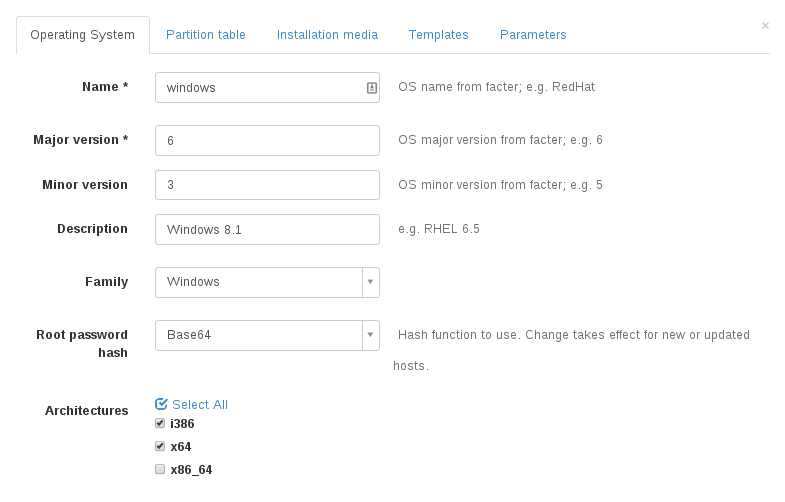 Operating System Partition table Installation media Templates Parameters ×
Name * windows OS name from facter; e.g. RedHat
Major version * 6 OS major version from facter; e.g. 6
Minor version 3 OS minor version from facter; e.g. 5
Description Windows 8.1 e.g. RHEL 6.5
Family Windows
Root password hash Base64 Hash function to use. Change takes effect for new or updated hosts.
Architectures Select All
i386
x64
x86_64